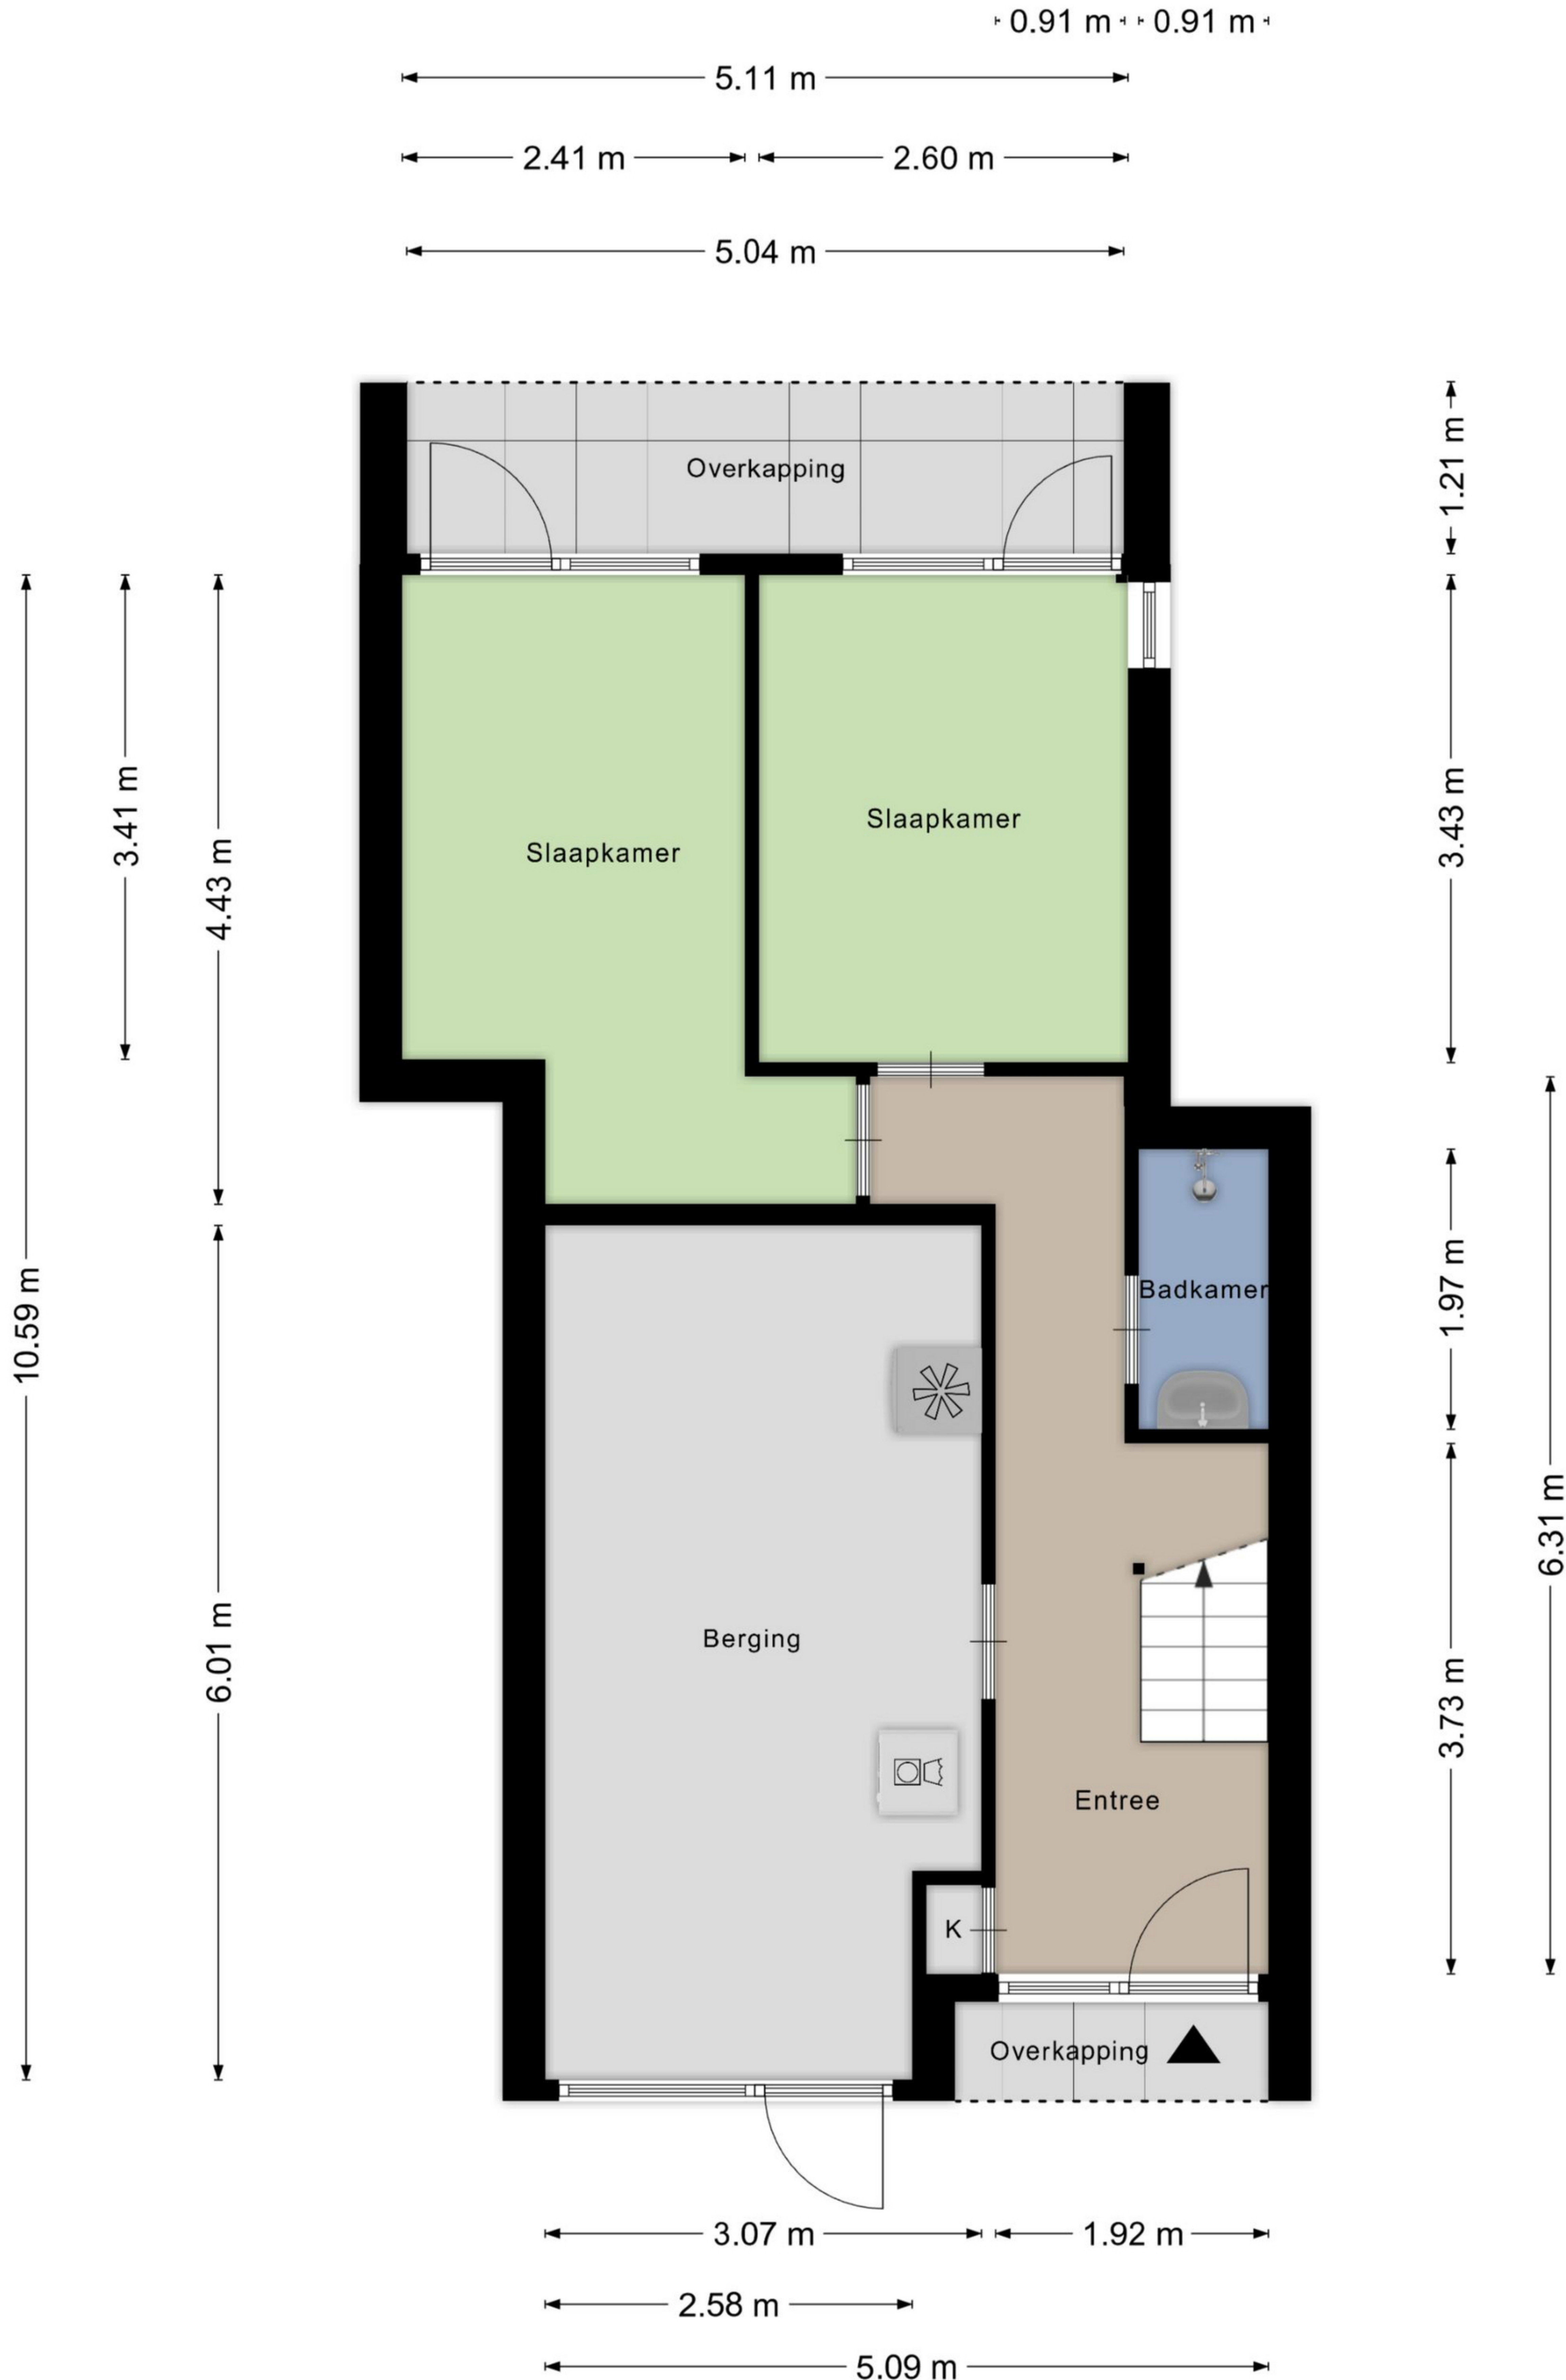 0.91 m 0.91 m
5.11 m
2.41 m 2.60 m
5.04 m
Overkapping
1.21 m
3.41 m
4.43 m
Slaapkamer
Slaapkamer
3.43 m
10.59 m
Badkamer
1.97 m
6.31 m
6.01 m
Berging
3.73 m
Entree
K
Overkapping
3.07 m 1.92 m
2.58 m
5.09 m